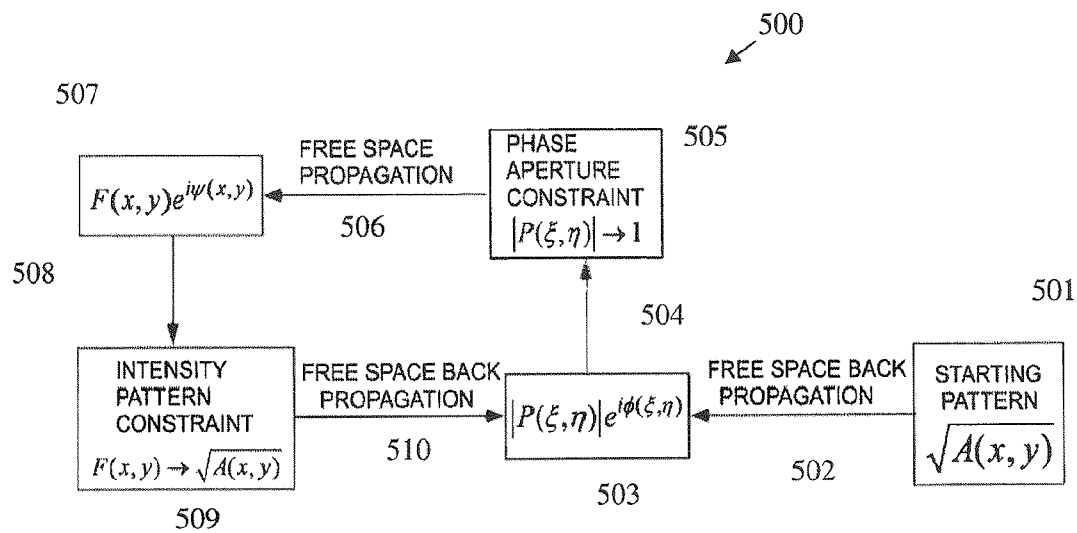 500
507
505
FREE SPACE
PROPAGATION
PHASE
APERTURE
CONSTRAINT
|P(ξ,η)| → 1
F(x,y)e^{iψ(x,y)}
506
508
504
501
INTENSITY
PATTERN
CONSTRAINT
F(x,y) → √A(x,y)
FREE SPACE BACK
PROPAGATION
|P(ξ,η)|e^{iϕ(ξ,η)}
FREE SPACE BACK
PROPAGATION
STARTING
PATTERN
√A(x,y)
510
502
503
509